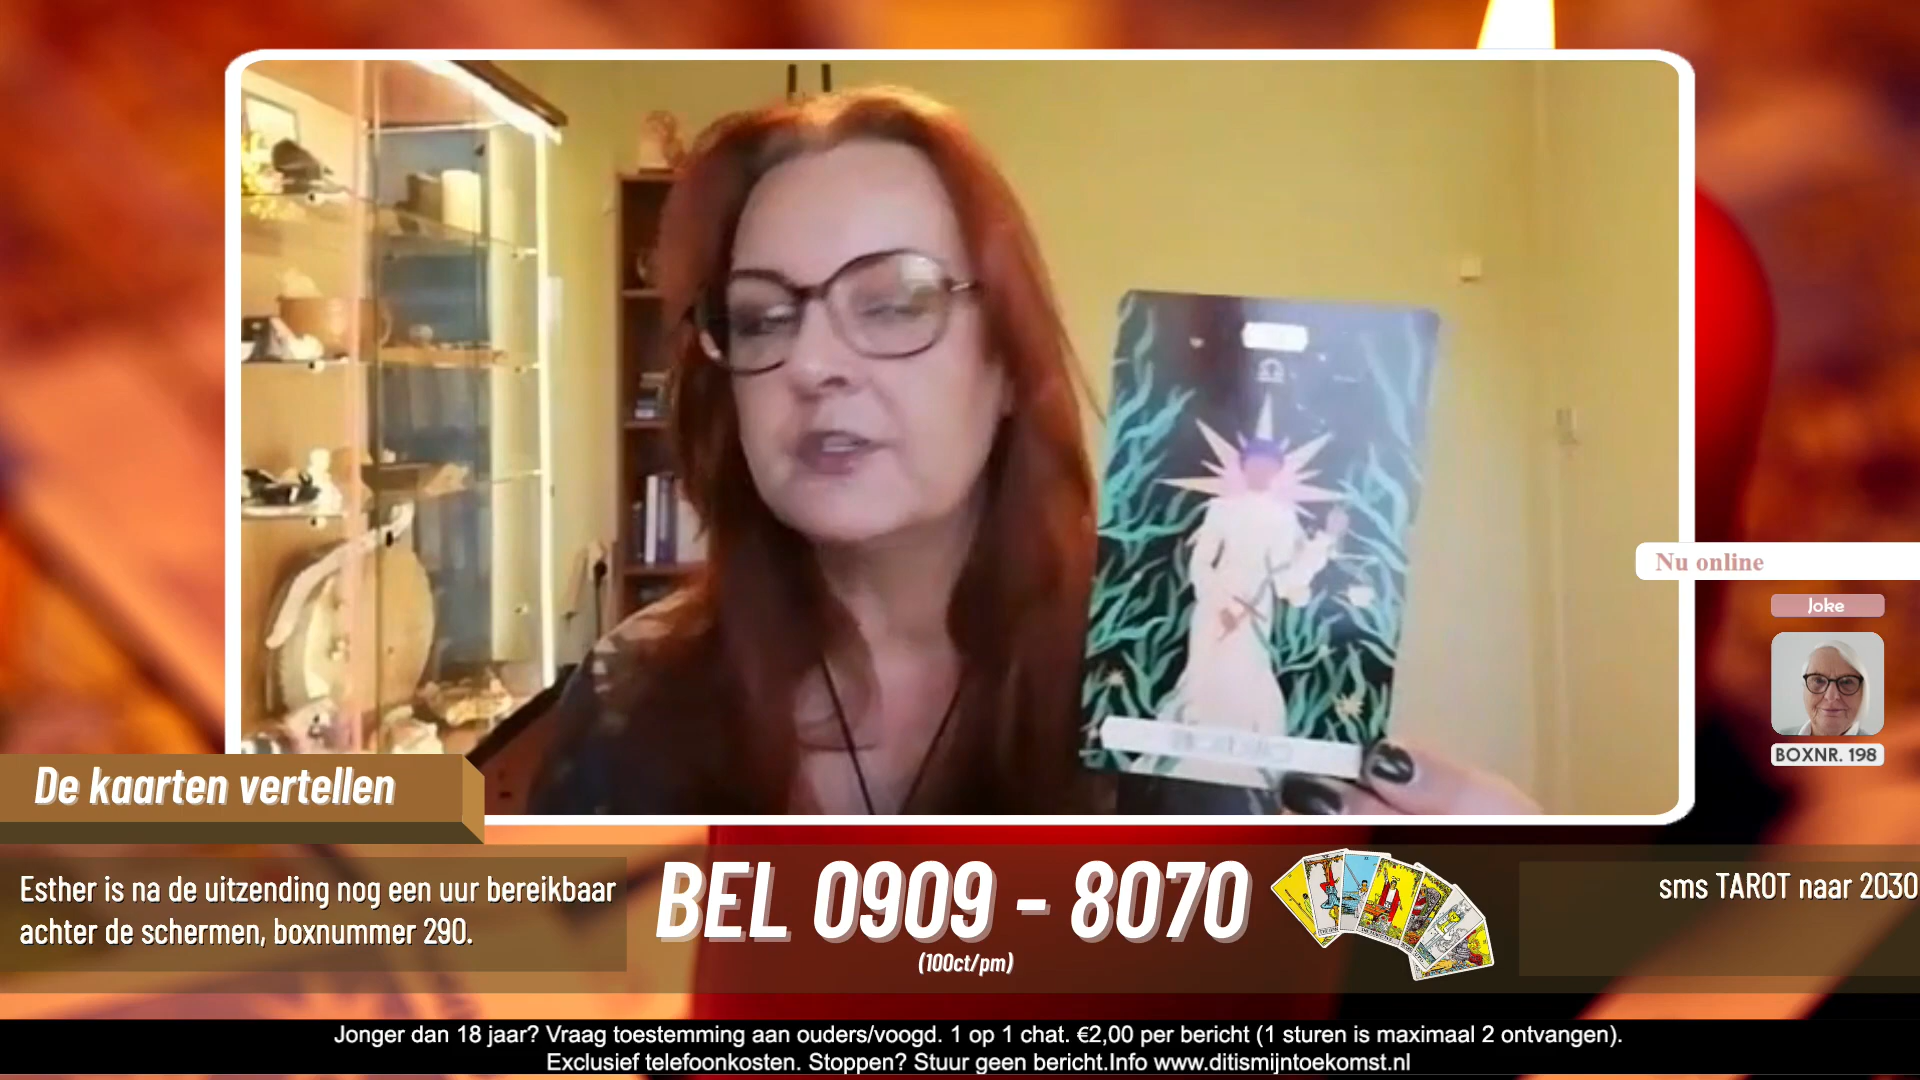 Nu online
Joke
BOXNR. 198
De kaarten vertellen
Esther is na de uitzending nog een uur bereikbaar
achter de schermen, boxnummer 290.
BEL 0909 - 8070
(100ct/pm)
sms TAROT naar 2030
Jonger dan 18 jaar? Vraag toestemming aan ouders/voogd. 1 op 1 chat. €2,00 per bericht (1 sturen is maximaal 2 ontvangen).
Exclusief telefoonkosten. Stoppen? Stuur geen bericht.Info www.ditismijntoekomst.nl